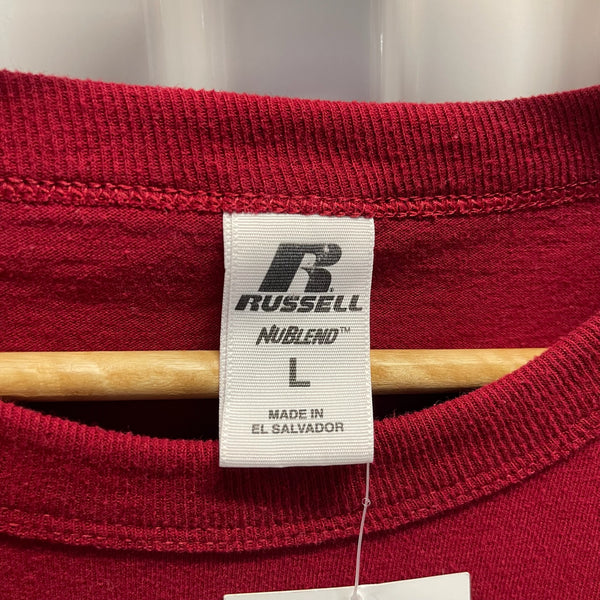 R
RUSSELL
NUBLEND™
L
MADE IN
EL SALVADOR